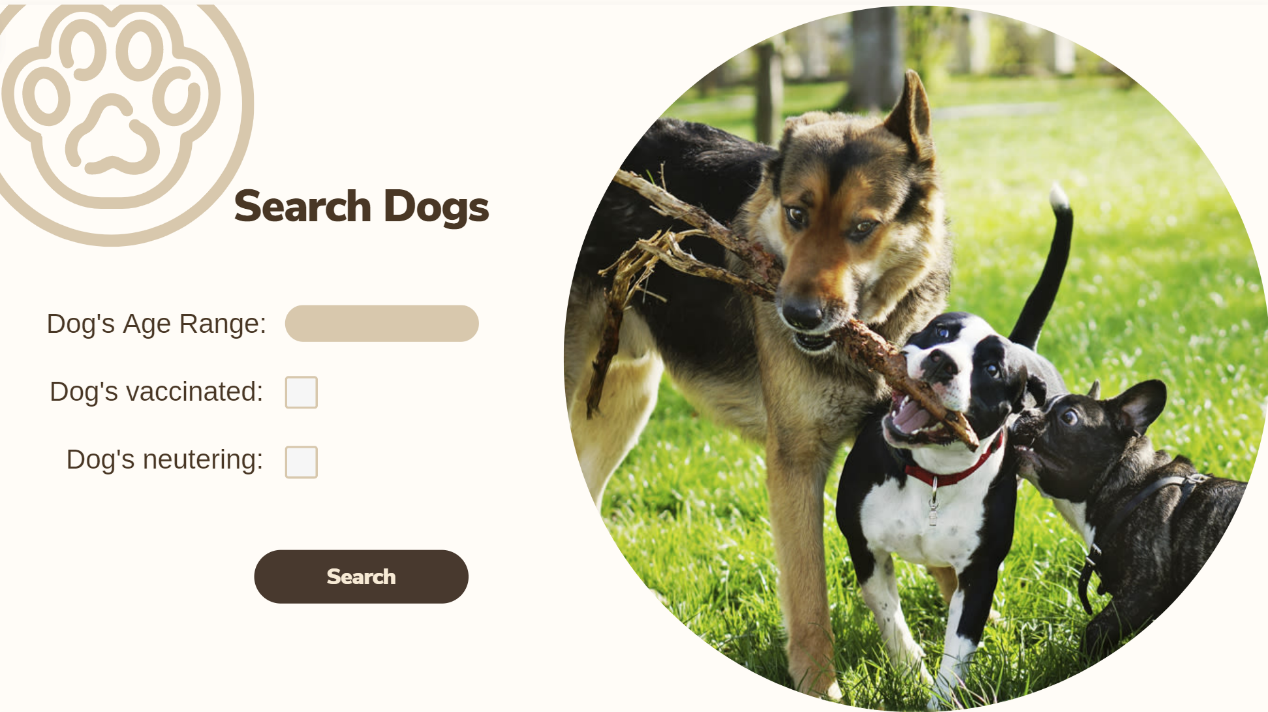 Search Dogs
Dog's Age Range:
Dog's vaccinated:
Dog's neutering:
Search